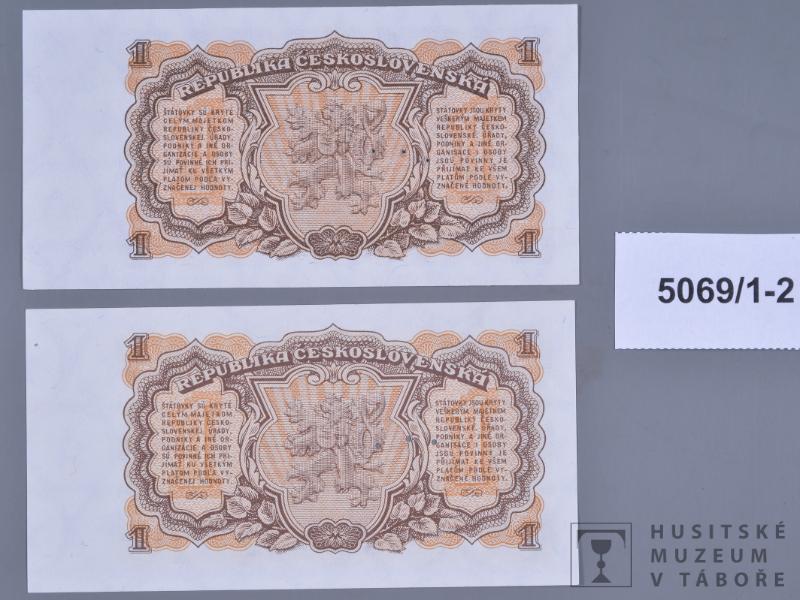 1 1
REPUBLIKA ČESKOSLOVENSKÁ
ŠTÁTOVKY SÚ KRYTÉ
CELÝM MAJETKOM
REPUBLIKY ČESKO-
SLOVENSKEJ. ÚRADY,
PODNIKY A INÉ OR-
GANIZÁCIE A OSOBY
SÚ POVINNÉ ICH PRI-
JÍMAŤ KU VŠETKÝM
PLATOM PODĽA VY-
ZNAČENEJ HODNOTY.
STÁTOVKY JSOU KRYTY
VEŠKERÝM MAJETKEM
REPUBLIKY ČESKO-
SLOVENSKÉ. ÚŘADY,
PODNIKY A JINÉ OR-
GANISACE I OSOBY
JSOU POVINNY JE
PŘIJÍMAT KE VŠEM
PLATŮM PODLE VY-
ZNAČENÉ HODNOTY.
1 1
5069/1-2
1 1
REPUBLIKA ČESKOSLOVENSKÁ
ŠTÁTOVKY SÚ KRYTÉ
CELÝM MAJETKOM
REPUBLIKY ČESKO-
SLOVENSKEJ. ÚRADY,
PODNIKY A INÉ OR-
GANIZÁCIE A OSOBY
SÚ POVINNÉ ICH PRI-
JÍMAŤ KU VŠETKÝM
PLATOM PODĽA VY-
ZNAČENEJ HODNOTY.
STÁTOVKY JSOU KRYTY
VEŠKERÝM MAJETKEM
REPUBLIKY ČESKO-
SLOVENSKÉ. ÚŘADY,
PODNIKY A JINÉ OR-
GANISACE I OSOBY
JSOU POVINNY JE
PŘIJÍMAT KE VŠEM
PLATŮM PODLE VY-
ZNAČENÉ HODNOTY.
1 1
HUSITSKÉ
MUZEUM
V TÁBOŘE